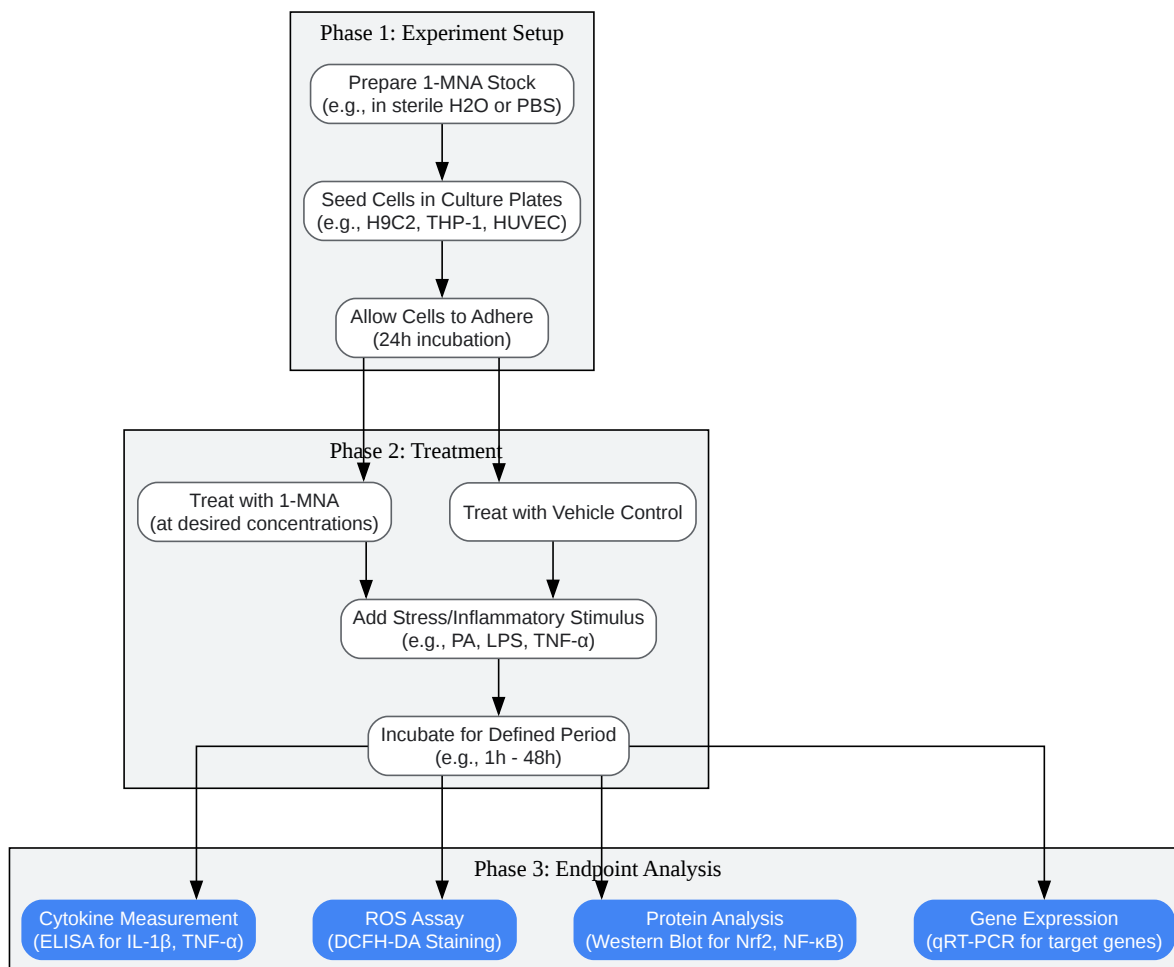 Phase 1: Experiment Setup
Prepare 1-MNA Stock
(e.g., in sterile H2O or PBS)
Seed Cells in Culture Plates
(e.g., H9C2, THP-1, HUVEC)
Allow Cells to Adhere
(24h incubation)
Phase 2: Treatment
Treat with 1-MNA
(at desired concentrations)
Treat with Vehicle Control
Add Stress/Inflammatory Stimulus
(e.g., PA, LPS, TNF-α)
Incubate for Defined Period
(e.g., 1h - 48h)
Phase 3: Endpoint Analysis
Cytokine Measurement
(ELISA for IL-1β, TNF-α)
ROS Assay
(DCFH-DA Staining)
Protein Analysis
(Western Blot for Nrf2, NF-κB)
Gene Expression
(qRT-PCR for target genes)